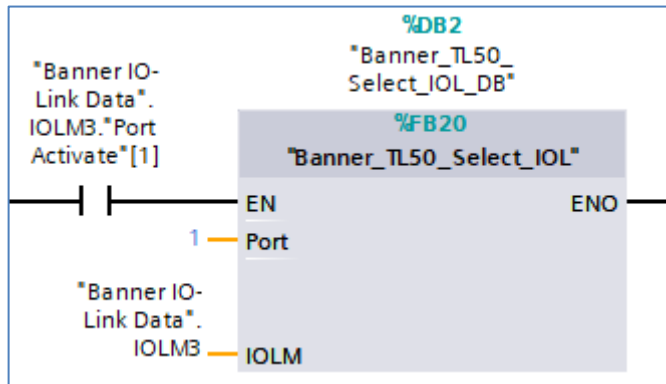 %DB2
"Banner_TL50_
Select_IOL_DB"
"Banner IO-
Link Data".
IOLM3."Port
Activate"[1]
%FB20
"Banner_TL50_Select_IOL"
EN
ENO
1
Port
"Banner IO-
Link Data".
IOLM3
IOLM